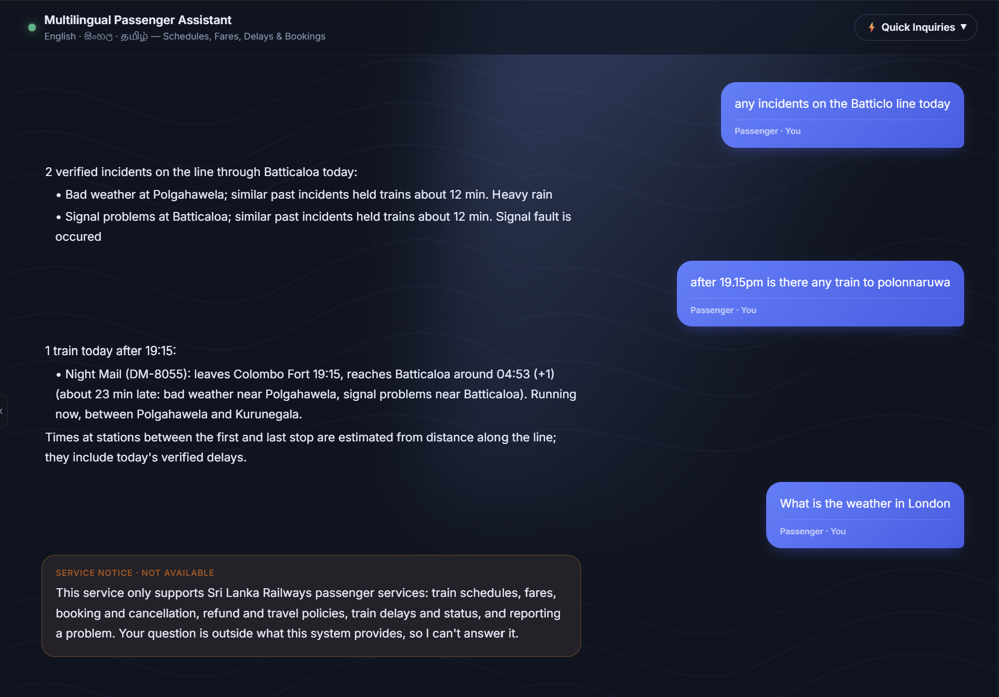 Multilingual Passenger Assistant
English · සිංහල · தமிழ் — Schedules, Fares, Delays & Bookings
Quick Inquiries
any incidents on the Batticlo line today
Passenger · You
2 verified incidents on the line through Batticaloa today:
• Bad weather at Polgahawela; similar past incidents held trains about 12 min. Heavy rain
• Signal problems at Batticaloa; similar past incidents held trains about 12 min. Signal fault is
occured
after 19.15pm is there any train to polonnaruwa
Passenger · You
1 train today after 19:15:
• Night Mail (DM-8055): leaves Colombo Fort 19:15, reaches Batticaloa around 04:53 (+1)
(about 23 min late: bad weather near Polgahawela, signal problems near Batticaloa). Running
now, between Polgahawela and Kurunegala.
Times at stations between the first and last stop are estimated from distance along the line;
they include today's verified delays.
What is the weather in London
Passenger · You
SERVICE NOTICE · NOT AVAILABLE
This service only supports Sri Lanka Railways passenger services: train schedules, fares,
booking and cancellation, refund and travel policies, train delays and status, and reporting
a problem. Your question is outside what this system provides, so I can't answer it.